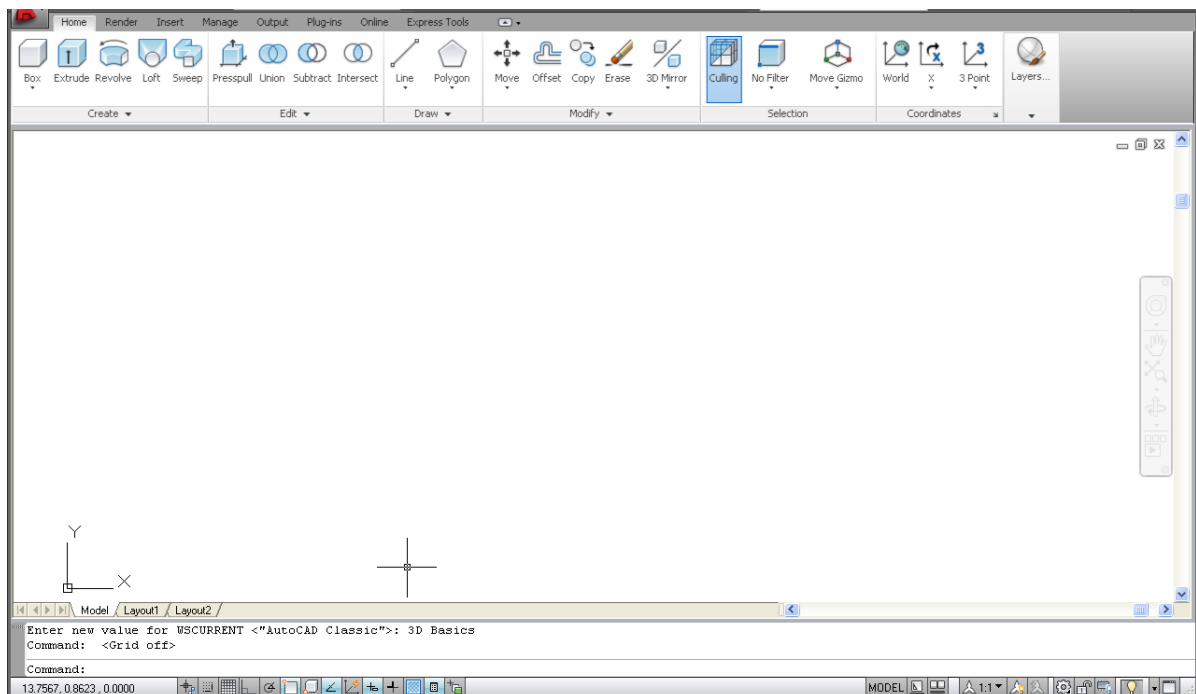 Home Render Insert Manage Output Plug-ins Online Express Tools
Box Extrude Revolve Loft Sweep Presspull Union Subtract Intersect Line Polygon Move Offset Copy Erase 3D Mirror Culling No Filter Move Gizmo World X 3 Point Layers...
Create Edit Draw Modify Selection Coordinates
Y
X
Model Layout1 Layout2
Enter new value for WSCURRENT <"AutoCAD Classic">: 3D Basics
Command: <Grid off>
Command:
13.7567, 0.8623 , 0.0000 MODEL 1:1